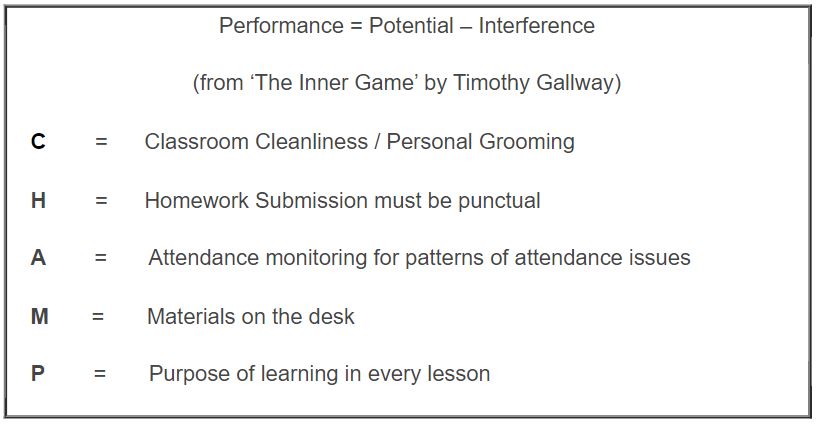 Performance = Potential – Interference
(from ‘The Inner Game’ by Timothy Gallway)
C = Classroom Cleanliness / Personal Grooming
H = Homework Submission must be punctual
A = Attendance monitoring for patterns of attendance issues
M = Materials on the desk
P = Purpose of learning in every lesson